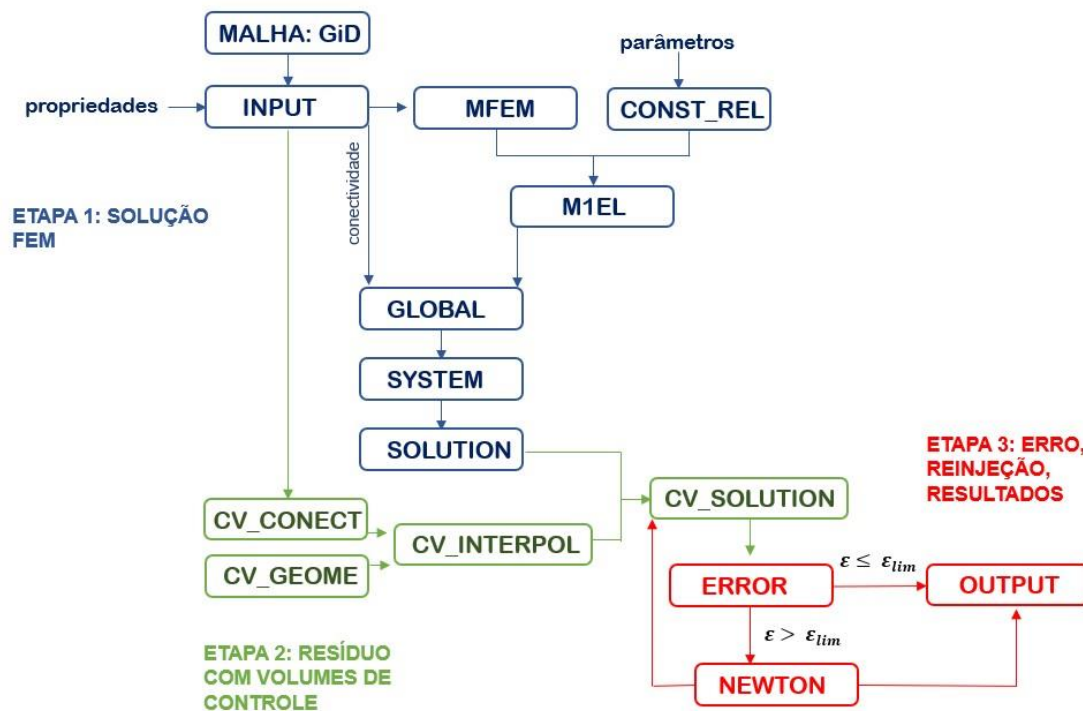 MALHA: GiD
parâmetros
propriedades
INPUT
MFEM
CONST_REL
conectividade
M1EL
ETAPA 1: SOLUÇÃO
FEM
GLOBAL
SYSTEM
SOLUTION
ETAPA 3: ERRO,
REINJEÇÃO,
RESULTADOS
CV_SOLUTION
CV_CONECT
CV_INTERPOL
CV_GEOME
ERROR
ε ≤ ε_lim
OUTPUT
ε > ε_lim
ETAPA 2: RESÍDUO
COM VOLUMES DE
CONTROLE
NEWTON